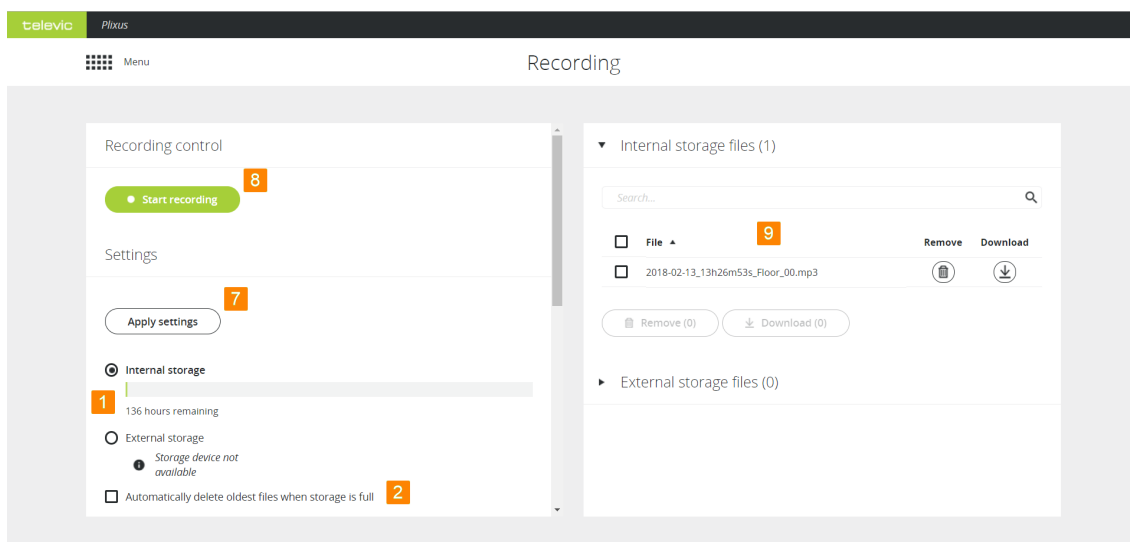 televic Plixus
Menu
Recording
Recording control
8
Start recording
Settings
7
Apply settings
Internal storage
1
136 hours remaining
External storage
Storage device not
available
Automatically delete oldest files when storage is full 2
Internal storage files (1)
Search...
9
File Remove Download
2018-02-13_13h26m53s_Floor_00.mp3
Remove (0) Download (0)
External storage files (0)